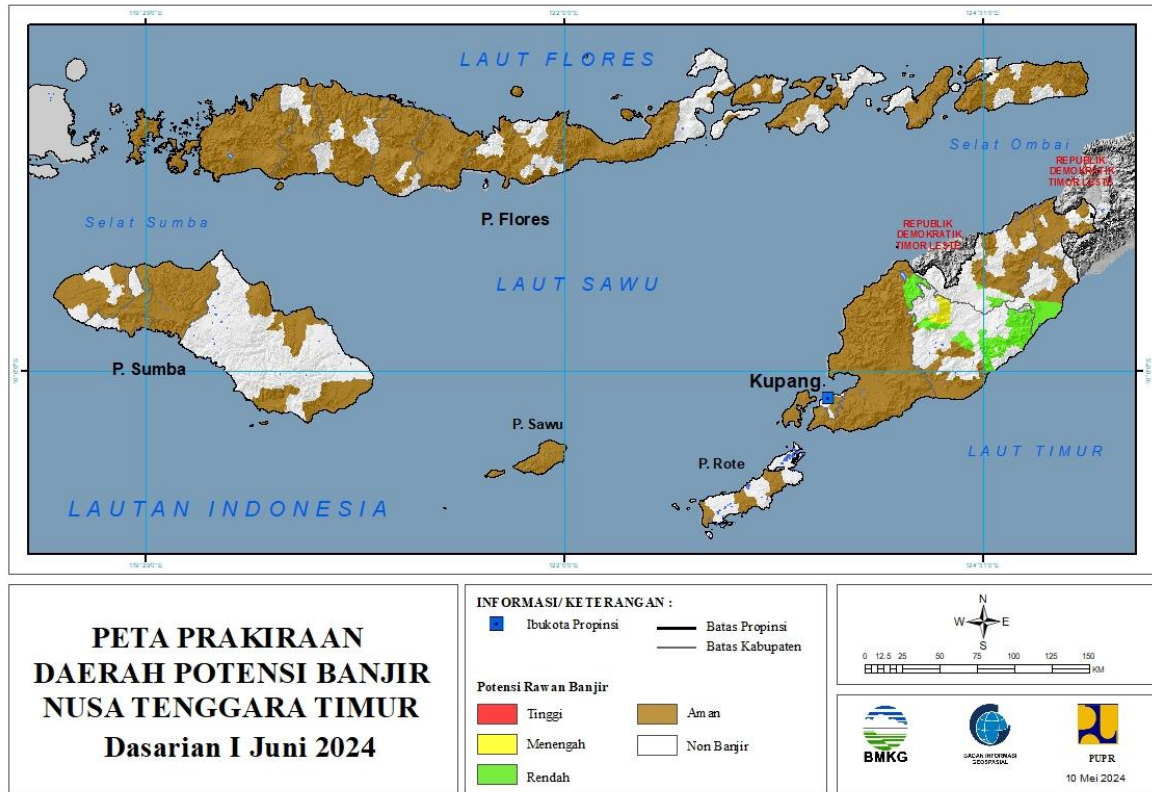 LAUT FLORES
Selat Ombai
REPUBLIK
DEMOKRATIK
TIMOR LESTE
P. Flores
Selat Sumba
REPUBLIK
DEMOKRATIK
TIMOR LESTE
LAUT SAWU
P. Sumba
Kupang
P. Sawu
P. Rote
LAUT TIMUR
LAUTAN INDONESIA
PETA PRAKIRAAN
DAERAH POTENSI BANJIR
NUSA TENGGARA TIMUR
Dasarian I Juni 2024
INFORMASI/ KETERANGAN :
Ibukota Propinsi
Batas Propinsi
Batas Kabupaten
Potensi Rawan Banjir
Tinggi
Aman
Menengah
Non Banjir
Rendah
N
W E
S
0 12.5 25 50 75 100 125 150
KM
BMKG
BADAN INFORMASI
GEOSPASIAL
PUPR
10 Mei 2024